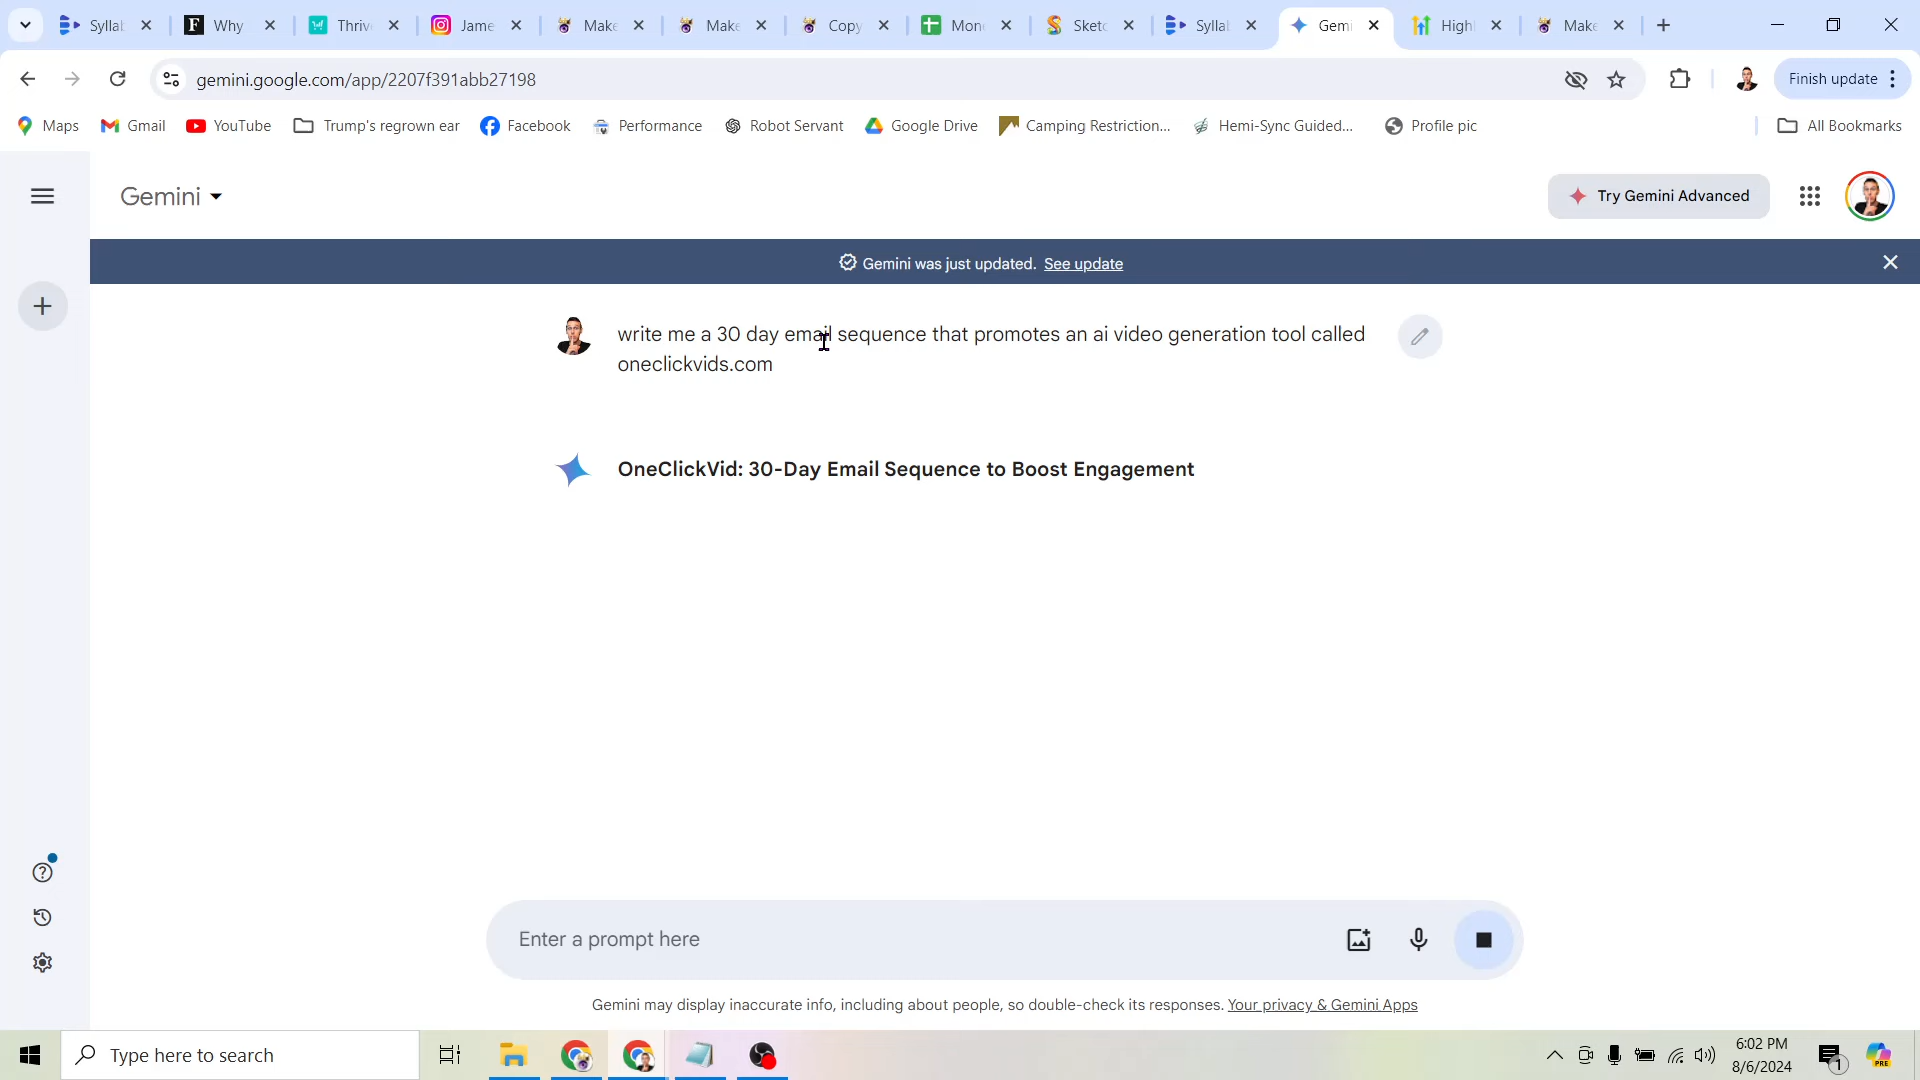 Syllab
Why
Thrive
Jame
Make
Make
Copy
Mon
Sketc
Syllab
Gemi
High
Make
gemini.google.com/app/2207f391abb27198
Finish update
Maps
Gmail
YouTube
Trump's regrown ear
Facebook
Performance
Robot Servant
Google Drive
Camping Restriction...
Hemi-Sync Guided...
Profile pic
All Bookmarks
Gemini
Try Gemini Advanced
Gemini was just updated. See update
write me a 30 day email sequence that promotes an ai video generation tool called
oneclickvids.com
OneClickVid: 30-Day Email Sequence to Boost Engagement
Enter a prompt here
Gemini may display inaccurate info, including about people, so double-check its responses. Your privacy & Gemini Apps
Type here to search
6:02 PM
8/6/2024
1
PRE